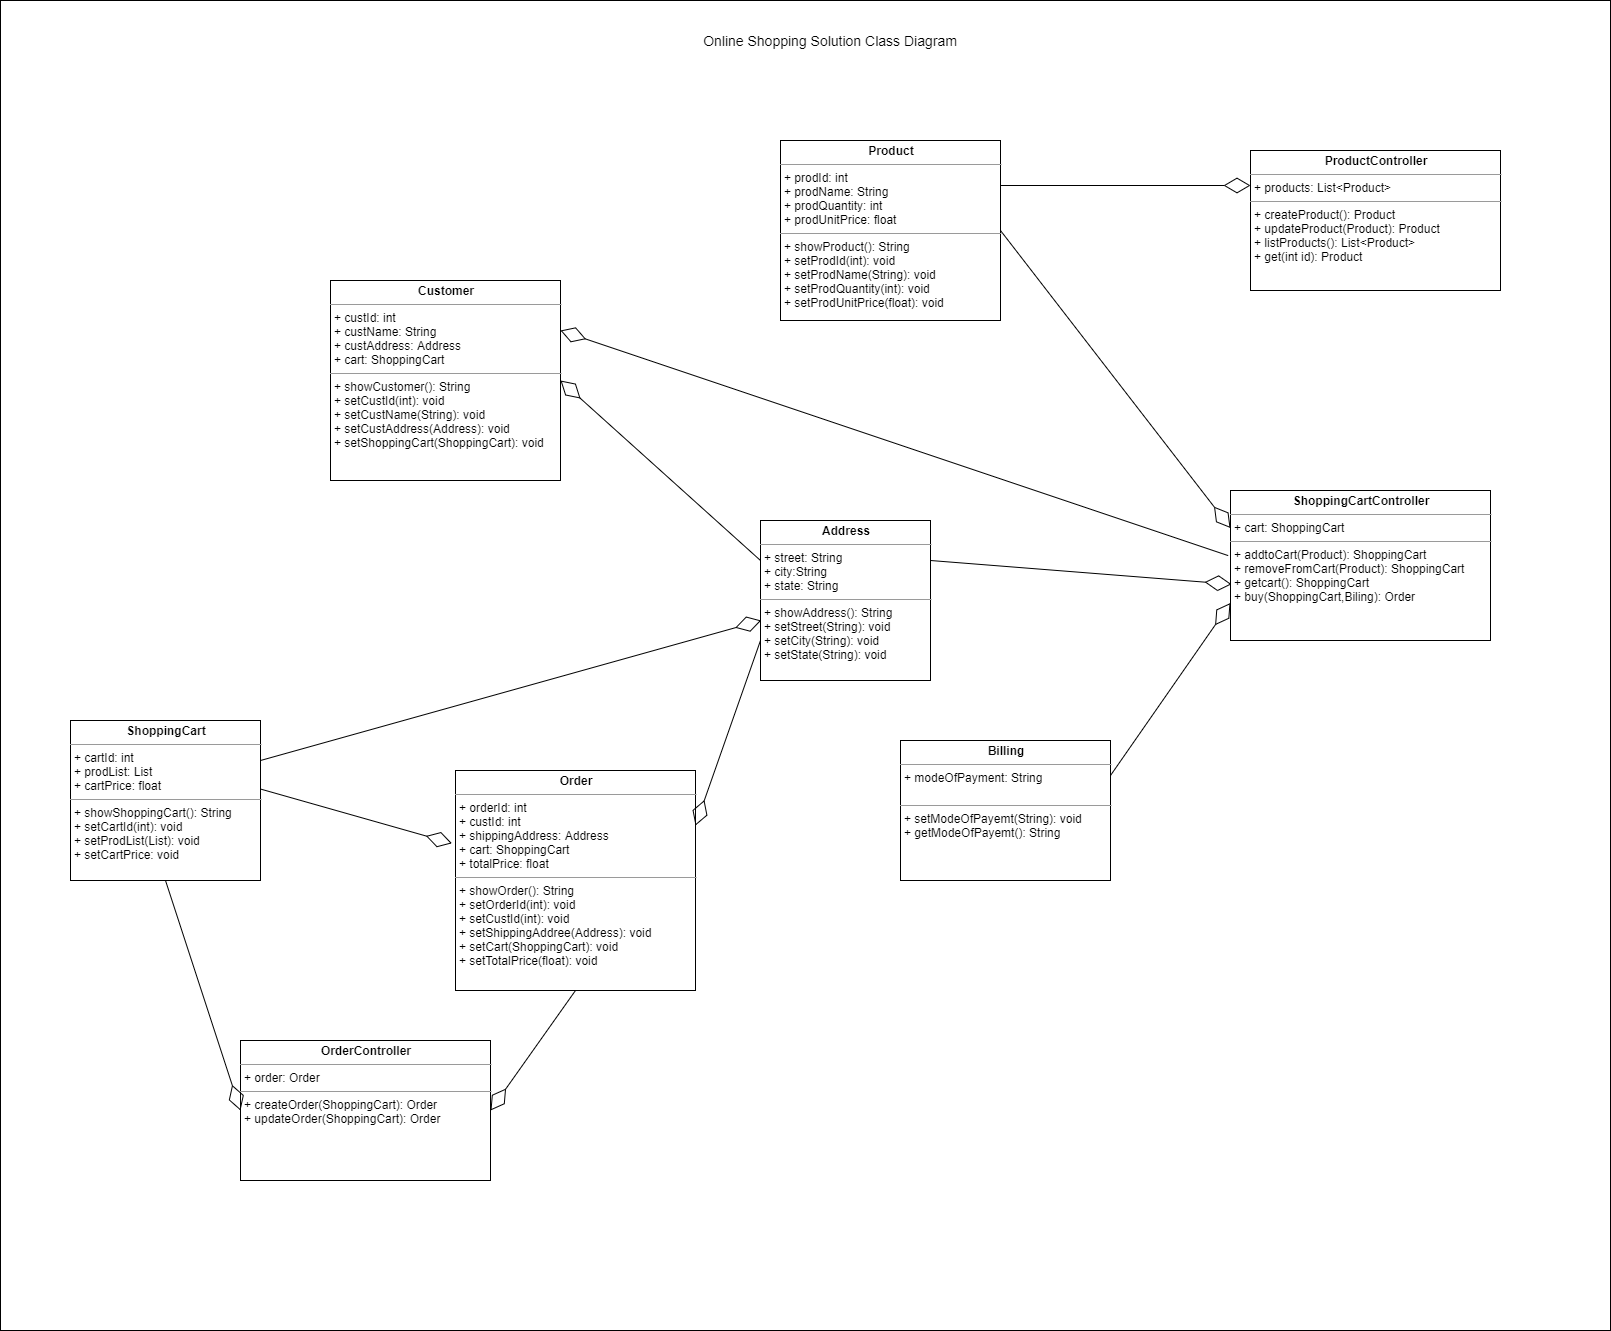 Online Shopping Solution Class Diagram
Product
+ prodId: int
+ prodName: String
+ prodQuantity: int
+ prodUnitPrice: float
+ showProduct(): String
+ setProdId(int): void
+ setProdName(String): void
+ setProdQuantity(int): void
+ setProdUnitPrice(float): void
ProductController
+ products: List<Product>
+ createProduct(): Product
+ updateProduct(Product): Product
+ listProducts(): List<Product>
+ get(int id): Product
Customer
+ custId: int
+ custName: String
+ custAddress: Address
+ cart: ShoppingCart
+ showCustomer(): String
+ setCustId(int): void
+ setCustName(String): void
+ setCustAddress(Address): void
+ setShoppingCart(ShoppingCart): void
ShoppingCartController
+ cart: ShoppingCart
+ addtoCart(Product): ShoppingCart
+ removeFromCart(Product): ShoppingCart
+ getcart(): ShoppingCart
+ buy(ShoppingCart,Biling): Order
Address
+ street: String
+ city:String
+ state: String
+ showAddress(): String
+ setStreet(String): void
+ setCity(String): void
+ setState(String): void
ShoppingCart
+ cartId: int
+ prodList: List
+ cartPrice: float
+ showShoppingCart(): String
+ setCartId(int): void
+ setProdList(List): void
+ setCartPrice: void
Order
+ orderId: int
+ custId: int
+ shippingAddress: Address
+ cart: ShoppingCart
+ totalPrice: float
+ showOrder(): String
+ setOrderId(int): void
+ setCustId(int): void
+ setShippingAddree(Address): void
+ setCart(ShoppingCart): void
+ setTotalPrice(float): void
Billing
+ modeOfPayment: String
+ setModeOfPayemt(String): void
+ getModeOfPayemt(): String
OrderController
+ order: Order
+ createOrder(ShoppingCart): Order
+ updateOrder(ShoppingCart): Order